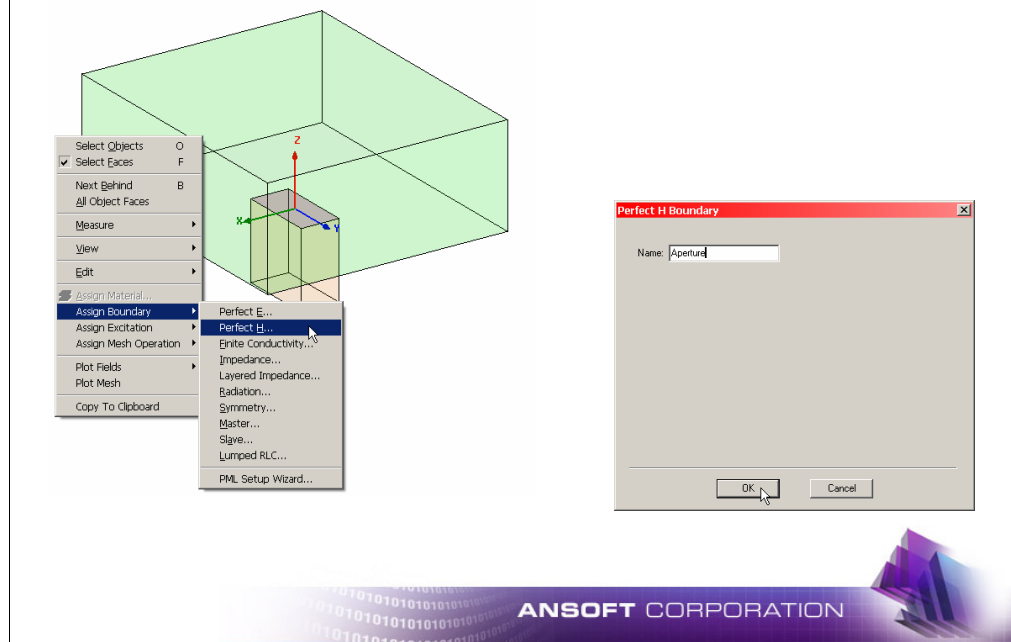 Z
X
Y
Select Objects O
Select Faces F
Next Behind B
All Object Faces
Measure
View
Edit
Assign Material...
Assign Boundary
Assign Excitation
Assign Mesh Operation
Plot Fields
Plot Mesh
Copy To Clipboard
Perfect E...
Perfect H...
Finite Conductivity...
Impedance...
Layered Impedance...
Radiation...
Symmetry...
Master...
Slave...
Lumped RLC...
PML Setup Wizard...
Perfect H Boundary
Name: Aperture
OK Cancel
ANSOFT CORPORATION